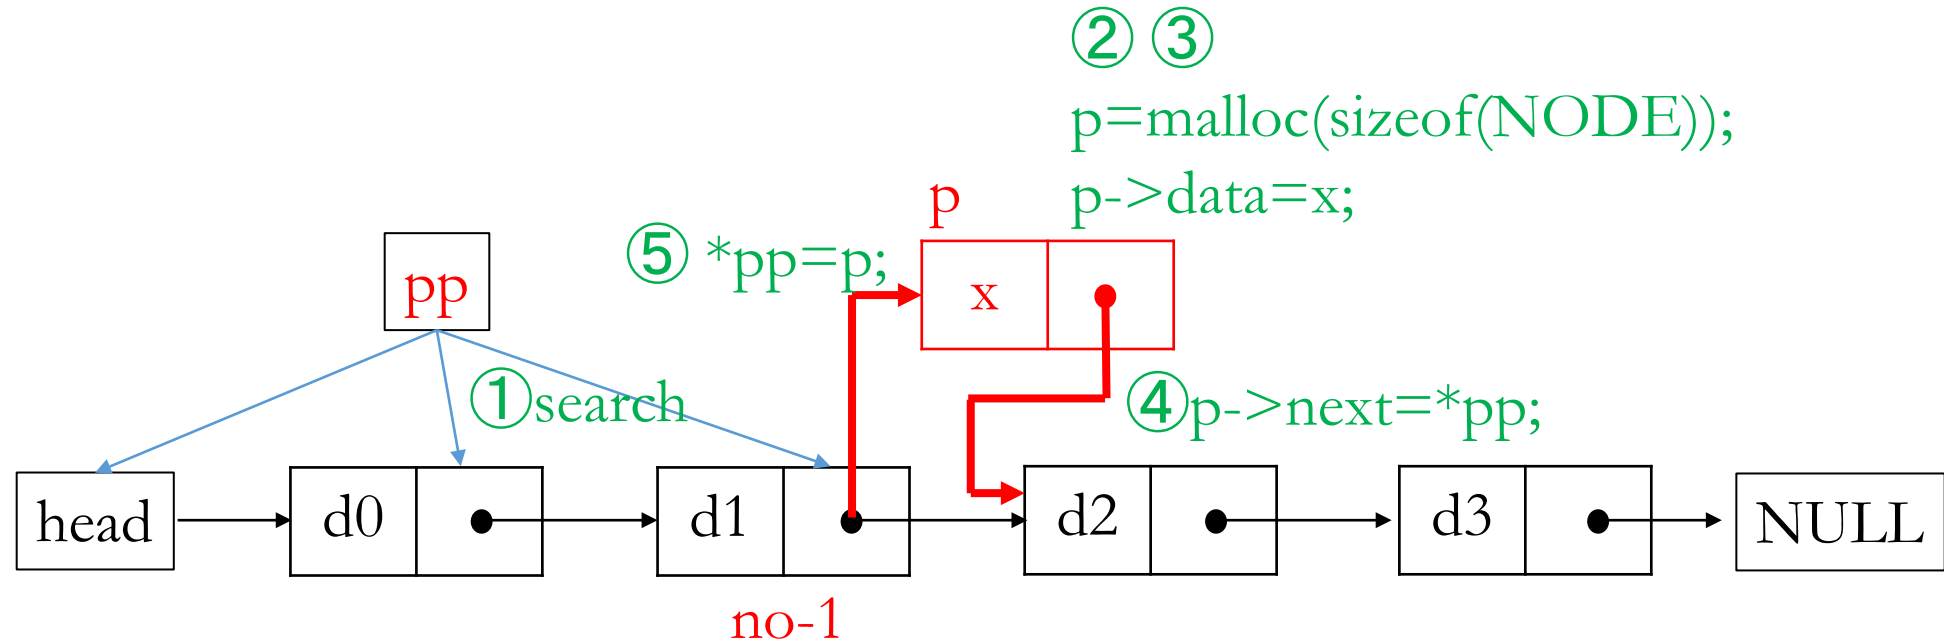 ② ③
p=malloc(sizeof(NODE));
p->data=x;
p
⑤ *pp=p;
pp
x
①search
④p->next=*pp;
head
d0
d1
d2
d3
NULL
no-1